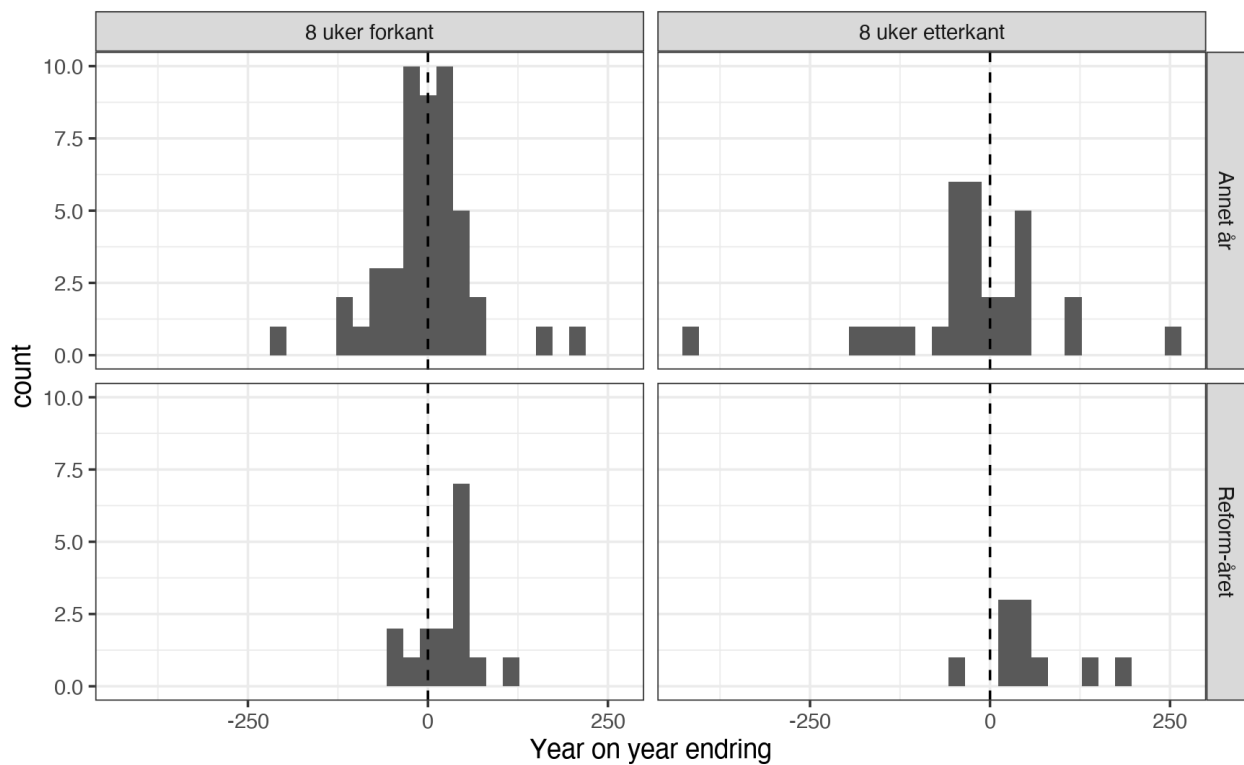 8 uker forkant
8 uker etterkant
10.0
7.5
5.0
2.5
0.0
Annet år
10.0
7.5
5.0
2.5
0.0
Reform-året
count
-250
0
250
-250
0
250
Year on year endring